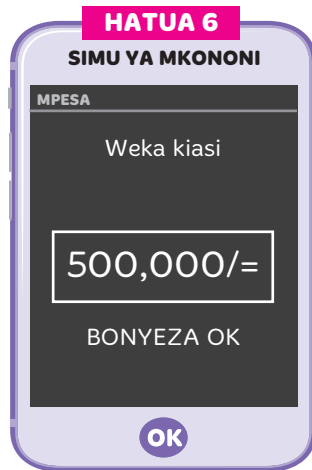 HATUA 6
SIMU YA MKONONI
MPESA
Weka kiasi
500,000/=
BONYEZA OK
OK